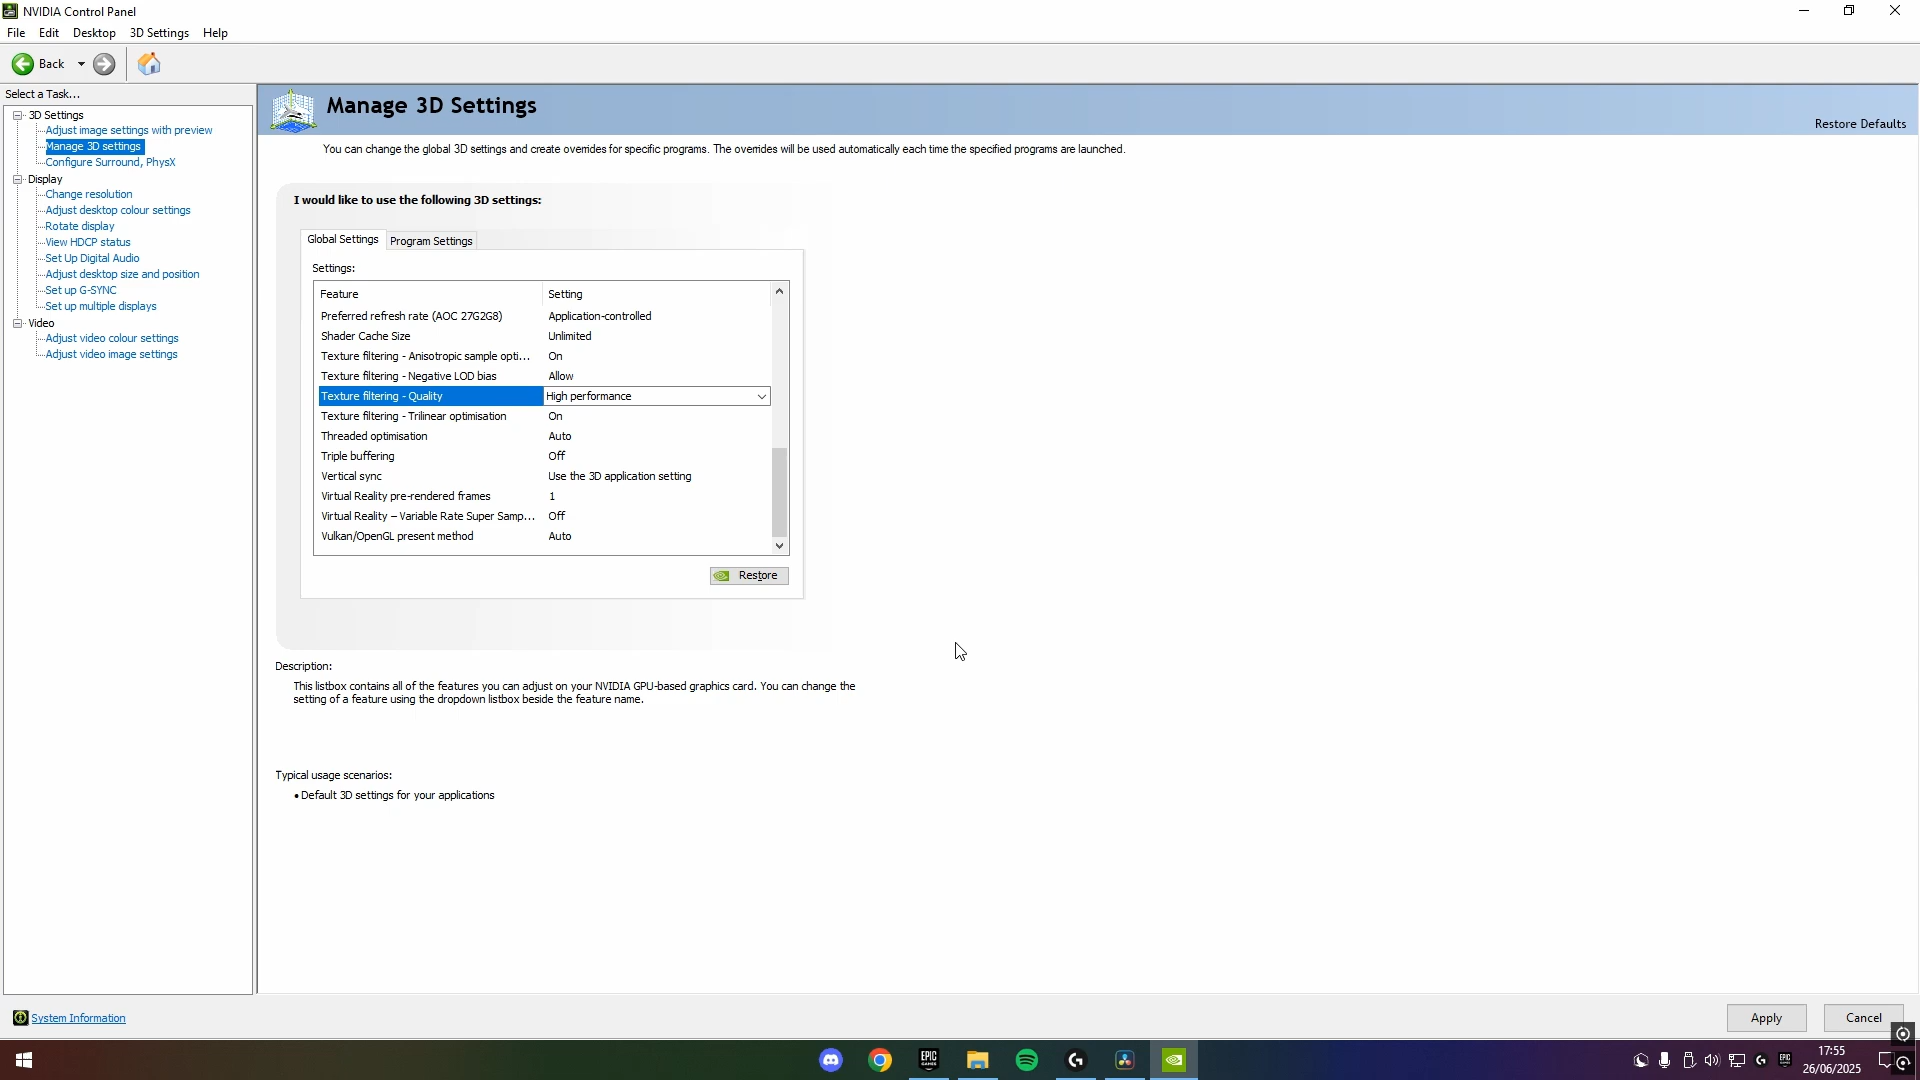 NVIDIA Control Panel
File Edit Desktop 3D Settings Help
Back
Select a Task...
3D Settings
Adjust image settings with preview
Manage 3D settings
Configure Surround, PhysX
Display
Change resolution
Adjust desktop colour settings
Rotate display
View HDCP status
Set Up Digital Audio
Adjust desktop size and position
Set up G-SYNC
Set up multiple displays
Video
Adjust video colour settings
Adjust video image settings
System Information
Manage 3D Settings
Restore Defaults
You can change the global 3D settings and create overrides for specific programs. The overrides will be used automatically each time the specified programs are launched.
I would like to use the following 3D settings:
Global Settings Program Settings
Settings:
Feature Setting
Preferred refresh rate (AOC 27G2G8) Application-controlled
Shader Cache Size Unlimited
Texture filtering - Anisotropic sample opti... On
Texture filtering - Negative LOD bias Allow
Texture filtering - Quality High performance
Texture filtering - Trilinear optimisation On
Threaded optimisation Auto
Triple buffering Off
Vertical sync Use the 3D application setting
Virtual Reality pre-rendered frames 1
Virtual Reality – Variable Rate Super Samp... Off
Vulkan/OpenGL present method Auto
Restore
Description:
This listbox contains all of the features you can adjust on your NVIDIA GPU-based graphics card. You can change the
setting of a feature using the dropdown listbox beside the feature name.
Typical usage scenarios:
• Default 3D settings for your applications
Apply Cancel
EPIC
GAMES
17:55
26/06/2025